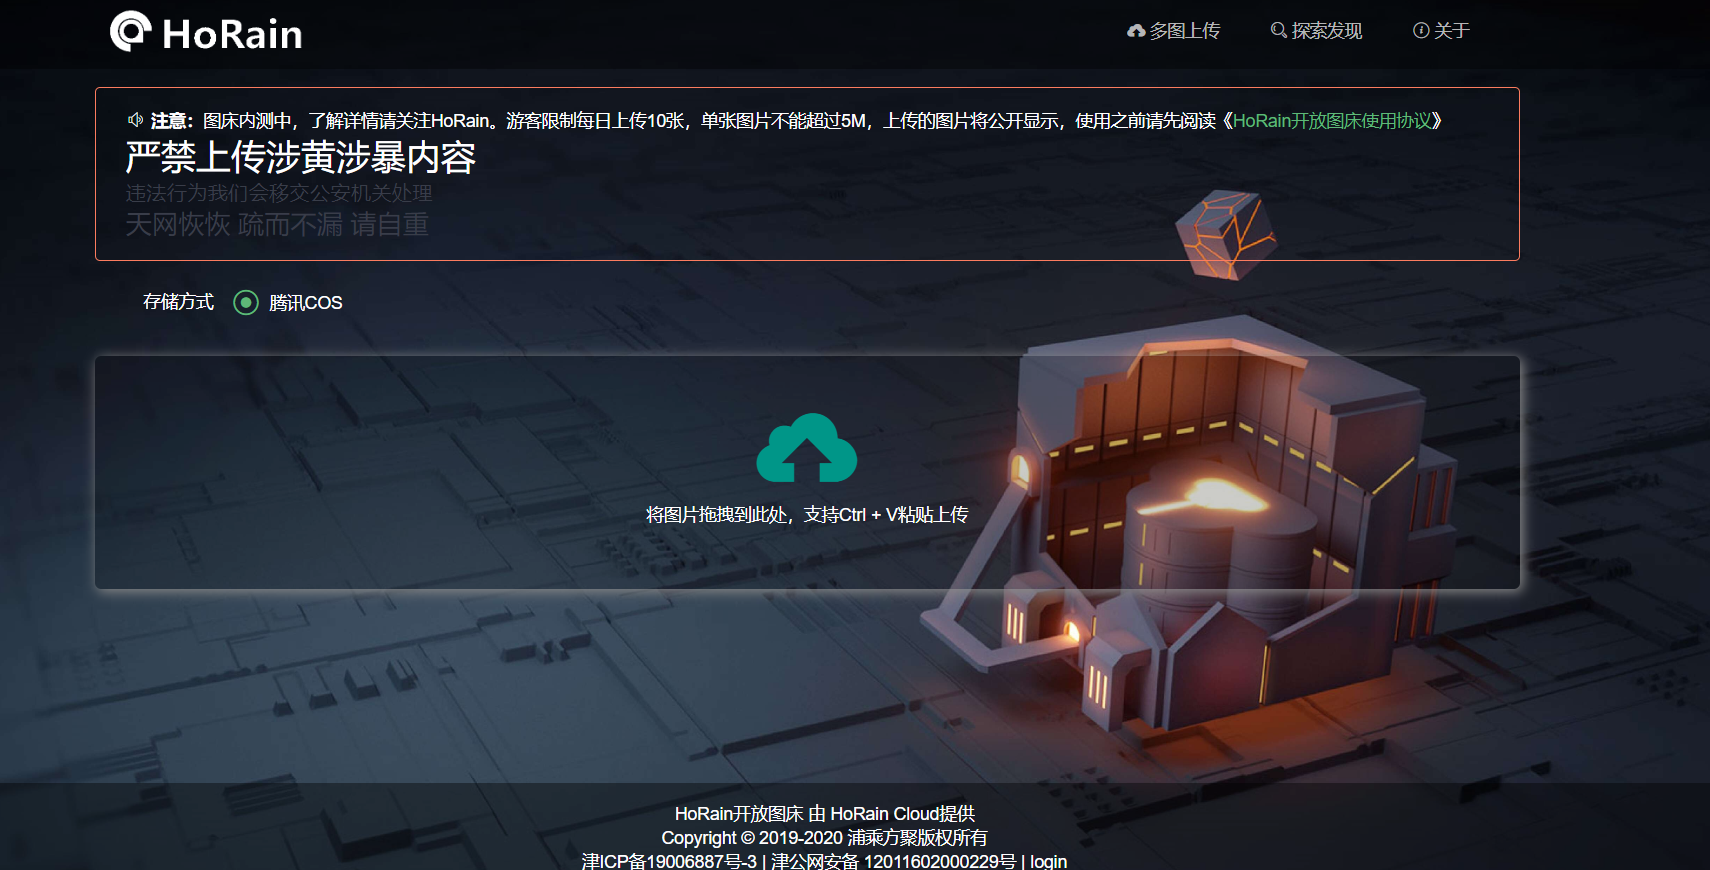 HoRain
多图上传 探索发现 关于
注意：图床内测中，了解详情请关注HoRain。游客限制每日上传10张，单张图片不能超过5M，上传的图片将公开显示，使用之前请先阅读《HoRain开放图床使用协议》
严禁上传涉黄涉暴内容
违法行为我们会移交公安机关处理
天网恢恢 疏而不漏 请自重
存储方式 腾讯COS
将图片拖拽到此处，支持Ctrl + V粘贴上传
HoRain开放图床 由 HoRain Cloud提供
Copyright © 2019-2020 浦乘方聚版权所有
津ICP备19006887号-3 | 津公网安备 12011602000229号 | login